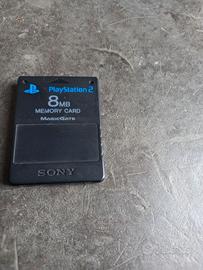 PlayStation 2
8MB
MEMORY CARD
MAGICGATE
SONY